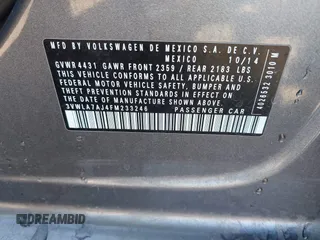 MFD BY VOLKSWAGEN DE MEXICO S.A. DE C.V.
MEXICO 10/14
GVWR 4431 GAWR FRONT 2359 / REAR 2183 LBS
THIS VEHICLE CONFORMS TO ALL APPLICABLE U.S.
FEDERAL MOTOR VEHICLE SAFETY, BUMPER AND
THEFT PREVENTION STANDARDS IN EFFECT ON
THE DATE OF MANUFACTURE SHOWN ABOVE.
3VWLA7AJ4FM233246 PASSENGER CAR
4026532 3010 M
DREAMBID